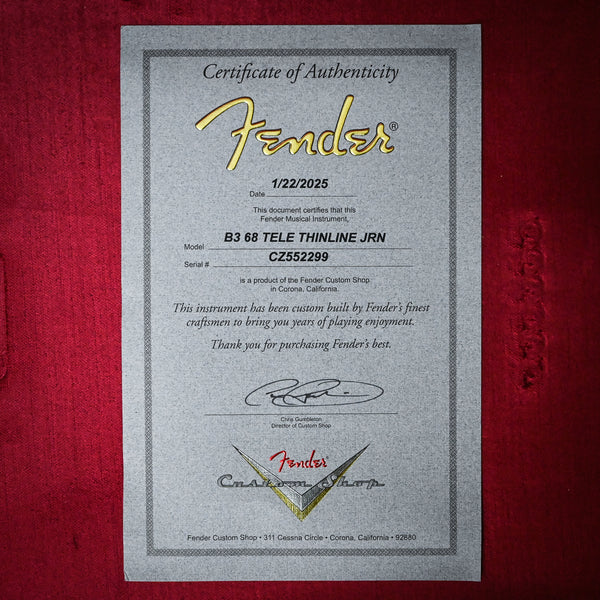 Certificate of Authenticity
Fender®
1/22/2025
Date
This document certifies that this
Fender Musical Instrument,
B3 68 TELE THINLINE JRN
Model
CZ552299
Serial #
is a product of the Fender Custom Shop
in Corona, California.
This instrument has been custom built by Fender's finest
craftsmen to bring you years of playing enjoyment.
Thank you for purchasing Fender's best.
Chris Gumbleton
Director of Custom Shop
Fender
Custom Shop
Fender Custom Shop • 311 Cessna Circle • Corona, California • 92880